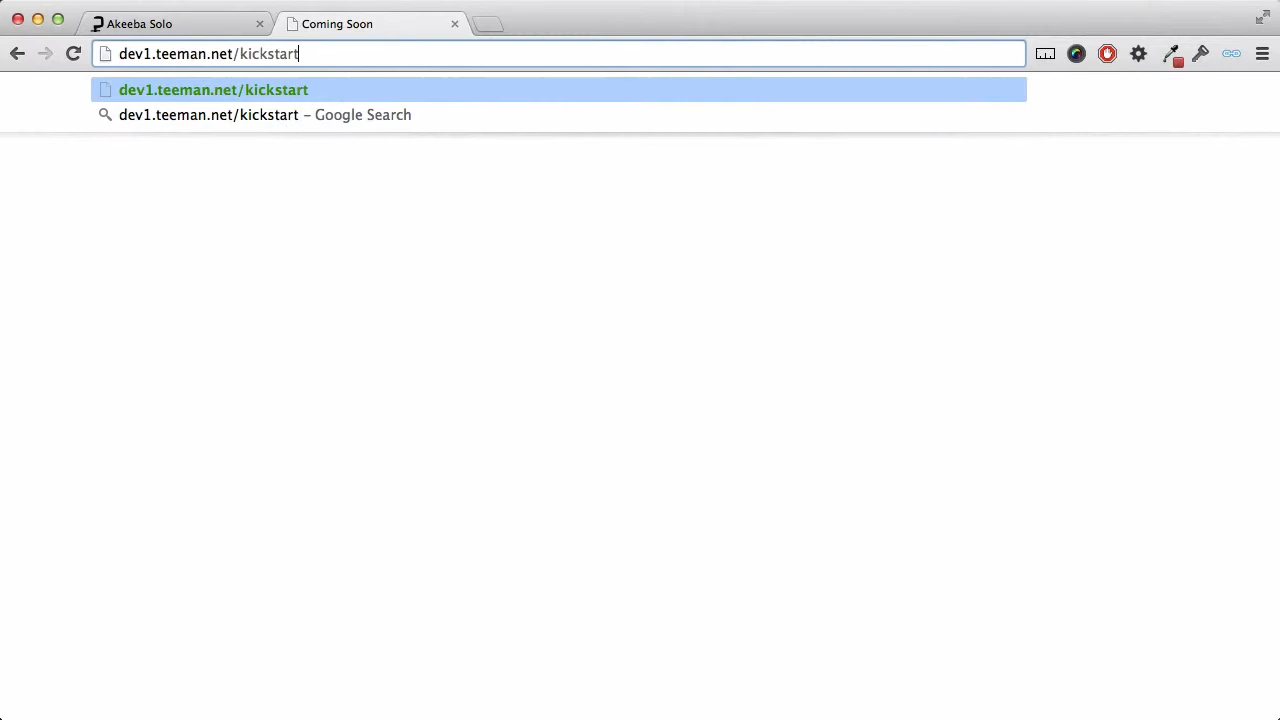 Akeeba Solo
Coming Soon
dev1.teeman.net/kickstart
dev1.teeman.net/kickstart
dev1.teeman.net/kickstart – Google Search